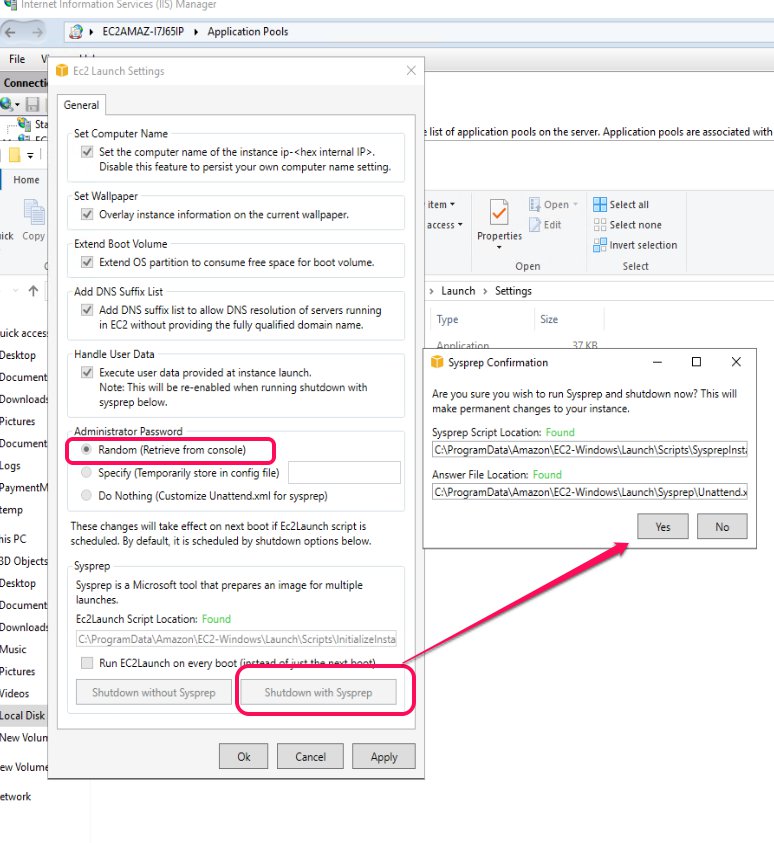 Internet Information Services (IIS) Manager
EC2AMAZ-I7J65IP
Application Pools
File
Ec2 Launch Settings
General
Set Computer Name
Set the computer name of the instance ip-<hex internal IP>.
Disable this feature to persist your own computer name setting.
Set Wallpaper
Overlay instance information on the current wallpaper.
Extend Boot Volume
Extend OS partition to consume free space for boot volume.
Add DNS Suffix List
Add DNS suffix list to allow DNS resolution of servers running
in EC2 without providing the fully qualified domain name.
Handle User Data
Execute user data provided at instance launch.
Note: This will be re-enabled when running shutdown with
sysprep below.
Administrator Password
Random (Retrieve from console)
Specify (Temporarily store in config file)
Do Nothing (Customize Unattend.xml for sysprep)
These changes will take effect on next boot if Ec2Launch script is
scheduled. By default, it is scheduled by shutdown options below.
Sysprep
Sysprep is a Microsoft tool that prepares an image for multiple
launches.
Ec2Launch Script Location: Found
C:\ProgramData\Amazon\EC2-Windows\Launch\Scripts\InitializeInsta
Run EC2Launch on every boot (instead of just the next boot)
Shutdown without Sysprep
Shutdown with Sysprep
Ok
Cancel
Apply
Connecti
Sta
Home
ick
Copy
uick access
Desktop
Document
Downloads
Pictures
Document
Logs
PaymentM
temp
his PC
3D Objects
Desktop
Document
Downloads
Music
Pictures
Videos
Local Disk
New Volum
ew Volume
etwork
e list of application pools on the server. Application pools are associated with
item
access
Properties
Open
Edit
Open
Select all
Select none
Invert selection
Select
Launch
Settings
Type
Size
Application
37 KB
Sysprep Confirmation
Are you sure you wish to run Sysprep and shutdown now? This will
make permanent changes to your instance.
Sysprep Script Location: Found
C:\ProgramData\Amazon\EC2-Windows\Launch\Scripts\SysprepInsta
Answer File Location: Found
C:\ProgramData\Amazon\EC2-Windows\Launch\Sysprep\Unattend.x
Yes
No